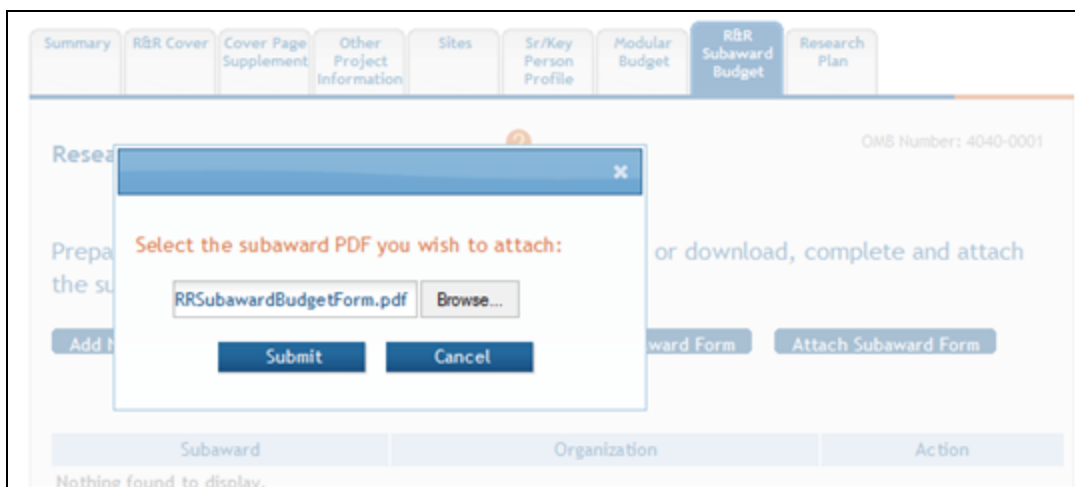 Summary R&R Cover Cover Page Supplement Other Project Information Sites Sr/Key Person Profile Modular Budget R&R Subaward Budget Research Plan
Resea
OMB Number: 4040-0001
×
Select the subaward PDF you wish to attach:
Prepa or download, complete and attach
the su
RRSubawardBudgetForm.pdf Browse...
Submit Cancel
Add N ward Form Attach Subaward Form
Subaward Organization Action
Nothing found to display.